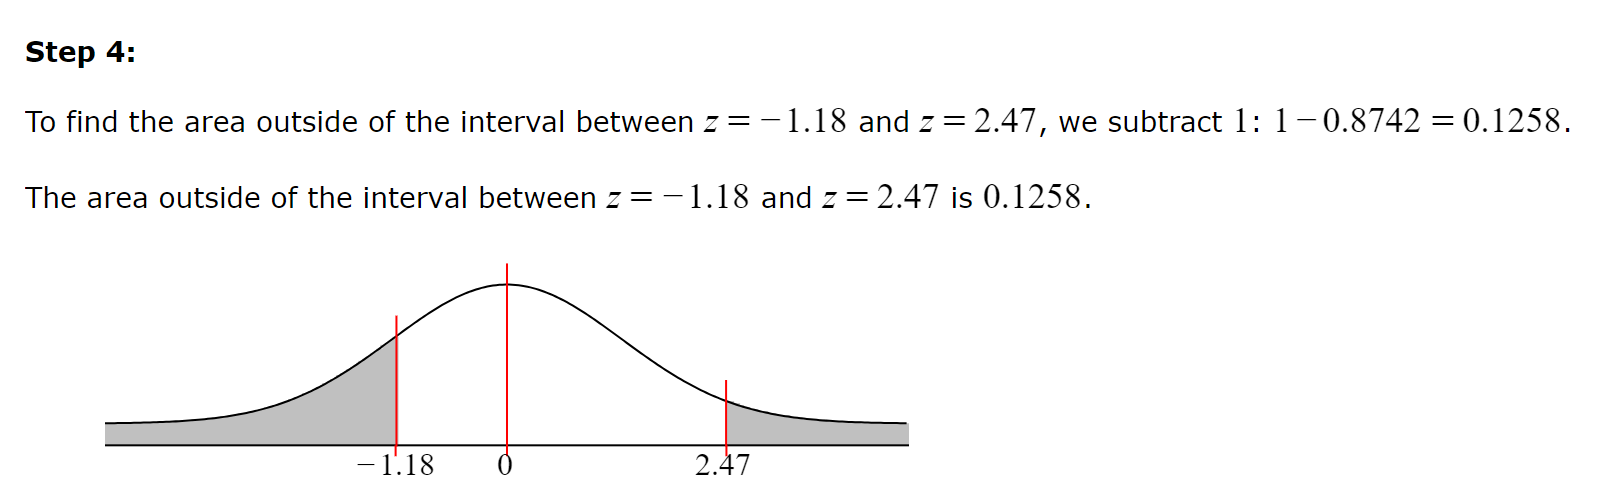 Step 4:
To find the area outside of the interval between z = −1.18 and z = 2.47, we subtract 1: 1−0.8742 = 0.1258.
The area outside of the interval between z = −1.18 and z = 2.47 is 0.1258.
−1.18 0 2.47